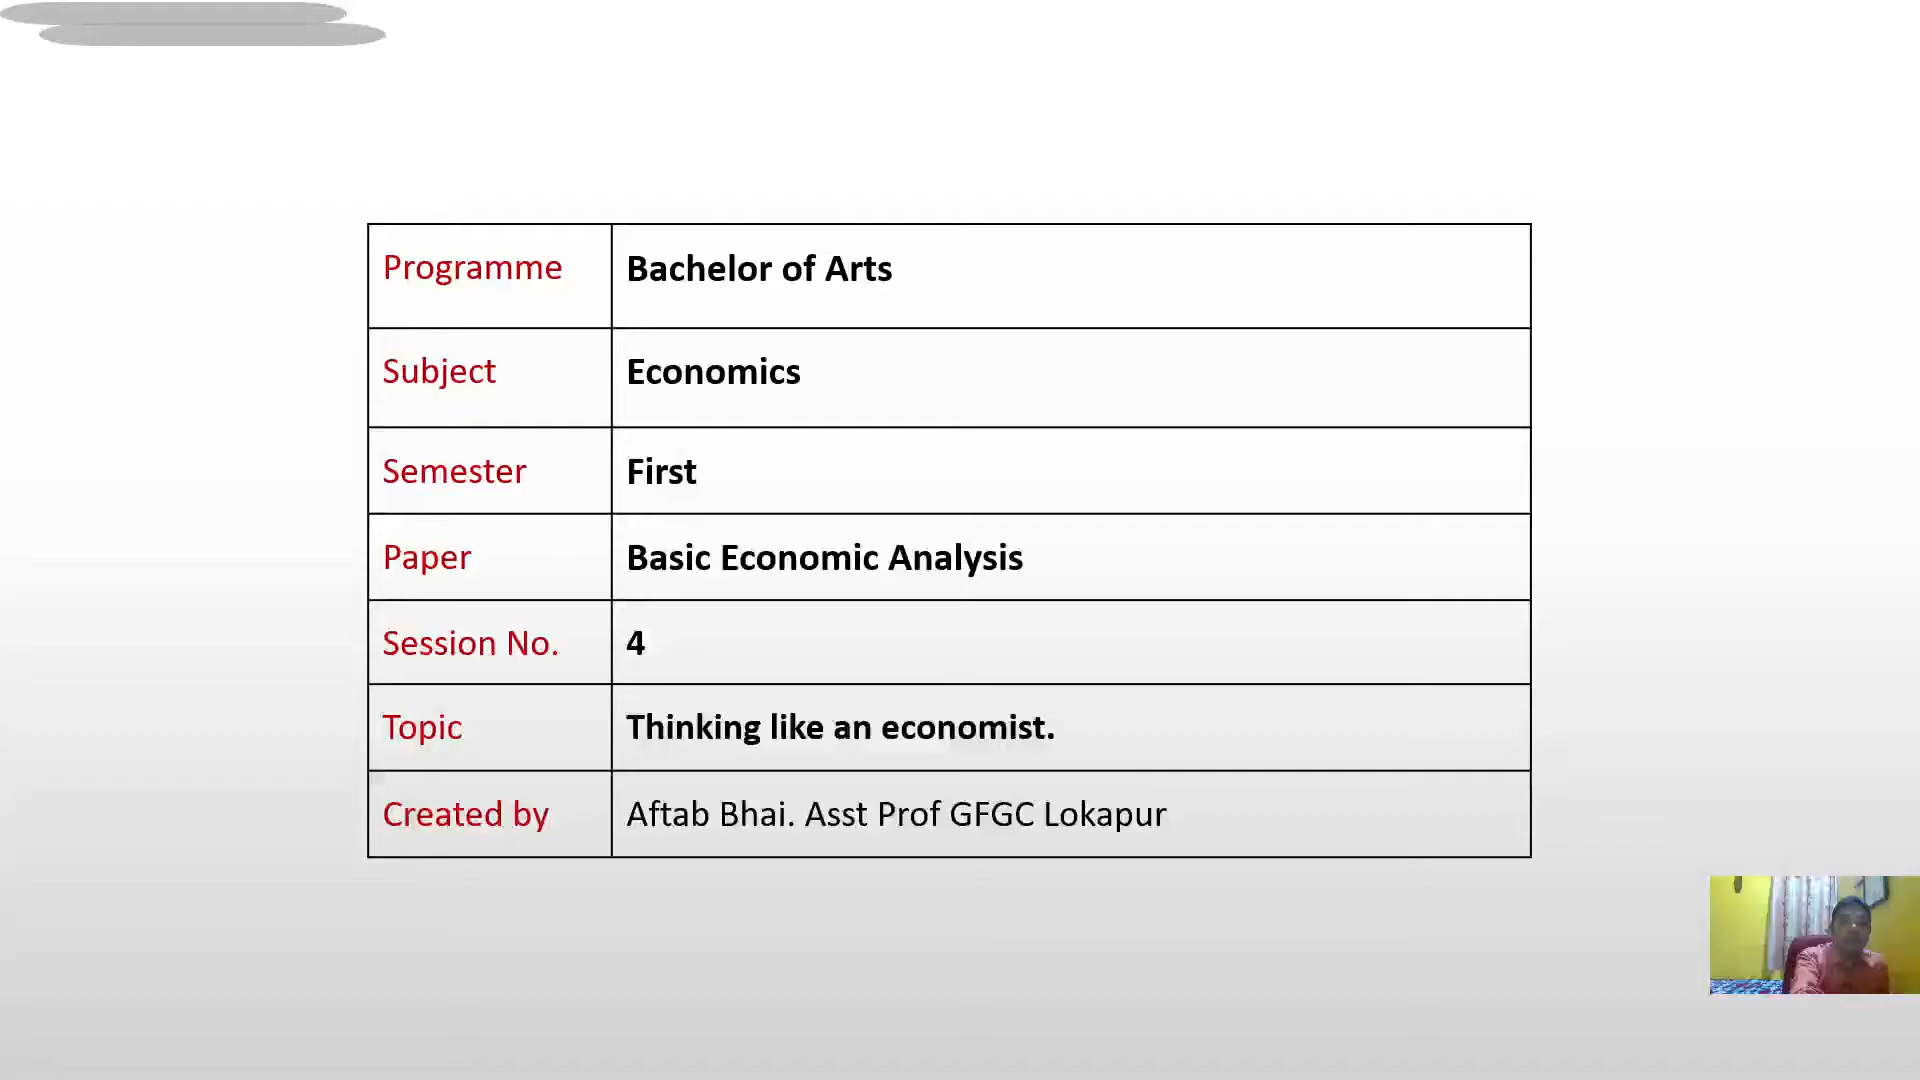 Programme Bachelor of Arts
Subject Economics
Semester First
Paper Basic Economic Analysis
Session No. 4
Topic Thinking like an economist.
Created by Aftab Bhai. Asst Prof GFGC Lokapur